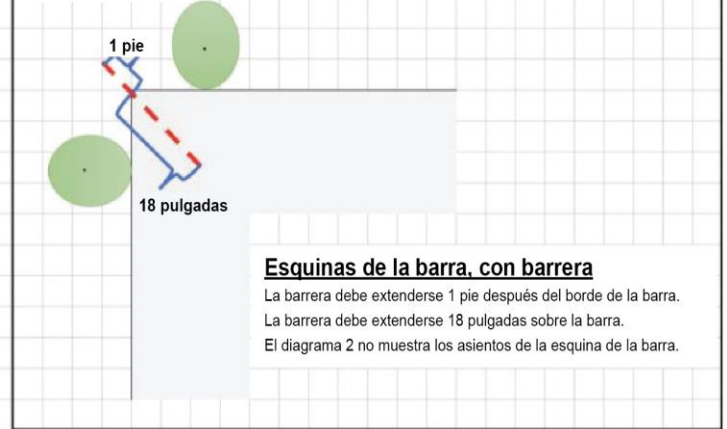 1 pie
18 pulgadas
Esquinas de la barra, con barrera
La barrera debe extenderse 1 pie después del borde de la barra.
La barrera debe extenderse 18 pulgadas sobre la barra.
El diagrama 2 no muestra los asientos de la esquina de la barra.